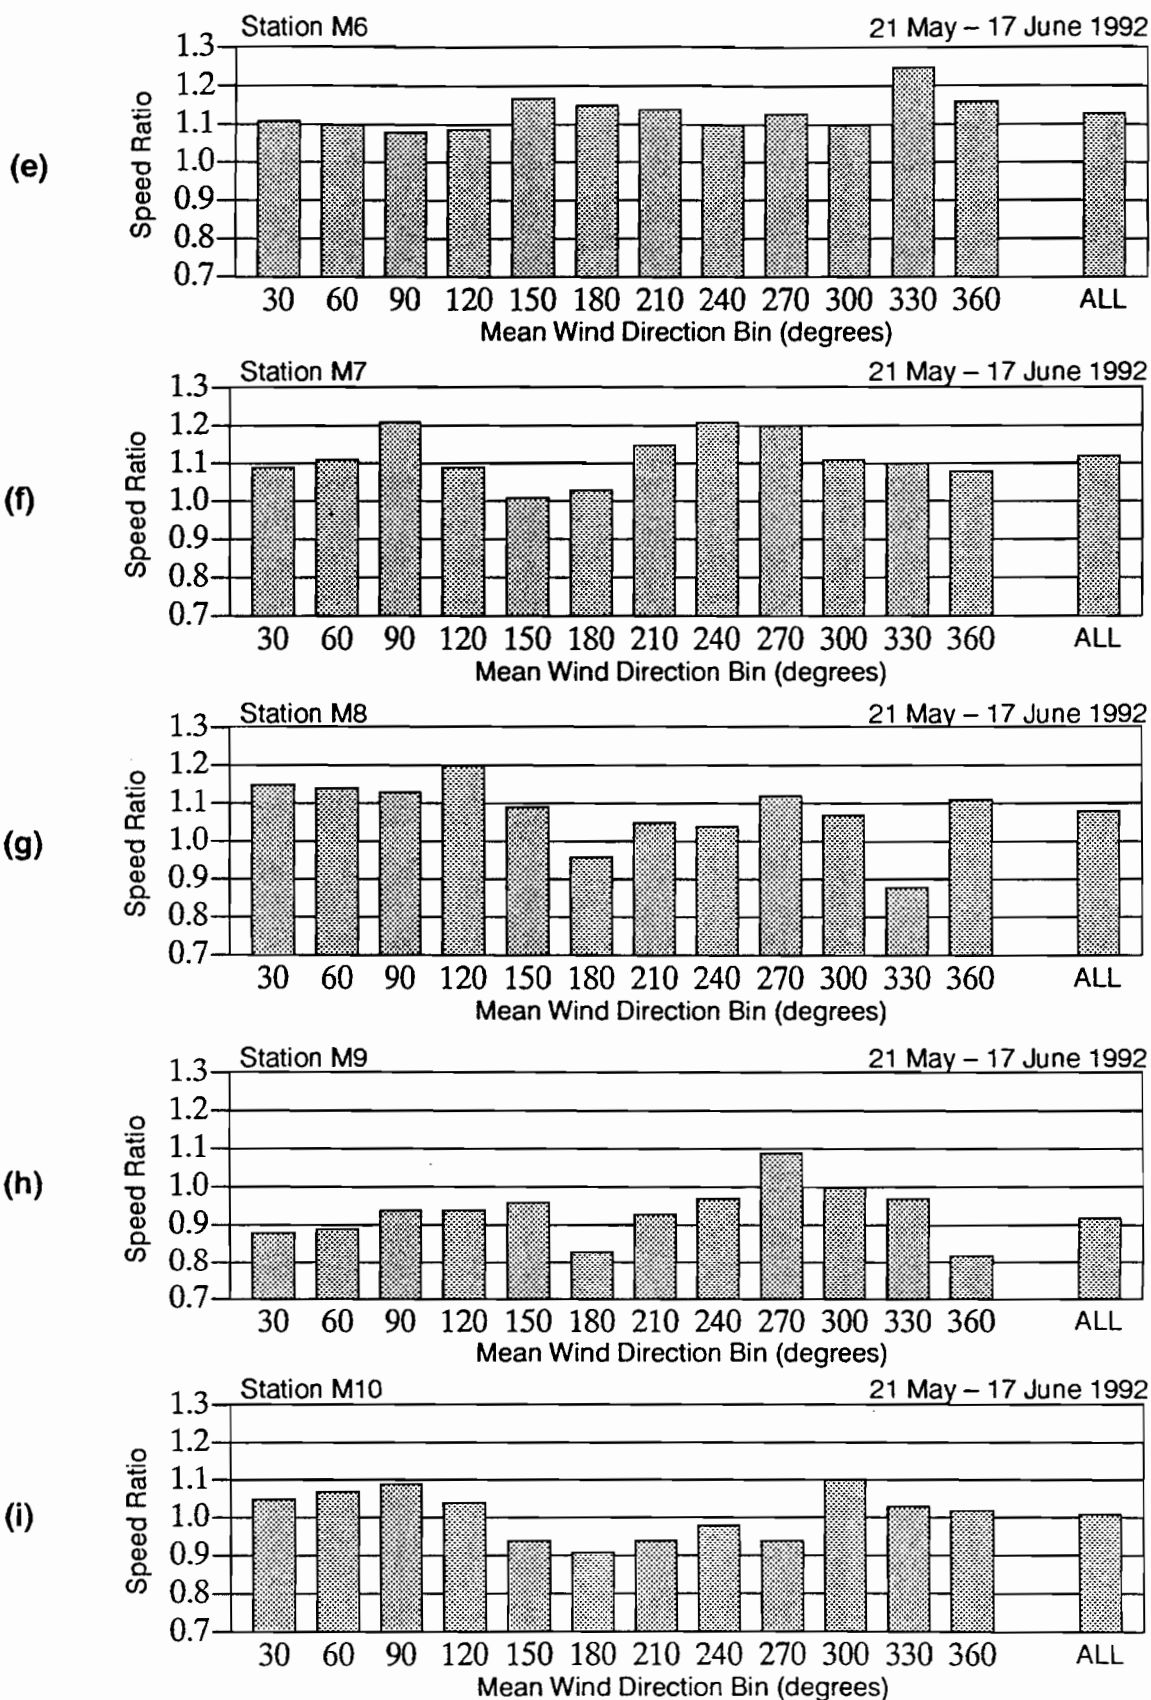 Station M6 21 May – 17 June 1992
1.3
1.2
1.1
1.0
0.9
0.8
0.7
Speed Ratio
(e)
30 60 90 120 150 180 210 240 270 300 330 360 ALL
Mean Wind Direction Bin (degrees)
Station M7 21 May – 17 June 1992
1.3
1.2
1.1
1.0
0.9
0.8
0.7
Speed Ratio
(f)
30 60 90 120 150 180 210 240 270 300 330 360 ALL
Mean Wind Direction Bin (degrees)
Station M8 21 May – 17 June 1992
1.3
1.2
1.1
1.0
0.9
0.8
0.7
Speed Ratio
(g)
30 60 90 120 150 180 210 240 270 300 330 360 ALL
Mean Wind Direction Bin (degrees)
Station M9 21 May – 17 June 1992
1.3
1.2
1.1
1.0
0.9
0.8
0.7
Speed Ratio
(h)
30 60 90 120 150 180 210 240 270 300 330 360 ALL
Mean Wind Direction Bin (degrees)
Station M10 21 May – 17 June 1992
1.3
1.2
1.1
1.0
0.9
0.8
0.7
Speed Ratio
(i)
30 60 90 120 150 180 210 240 270 300 330 360 ALL
Mean Wind Direction Bin (degrees)